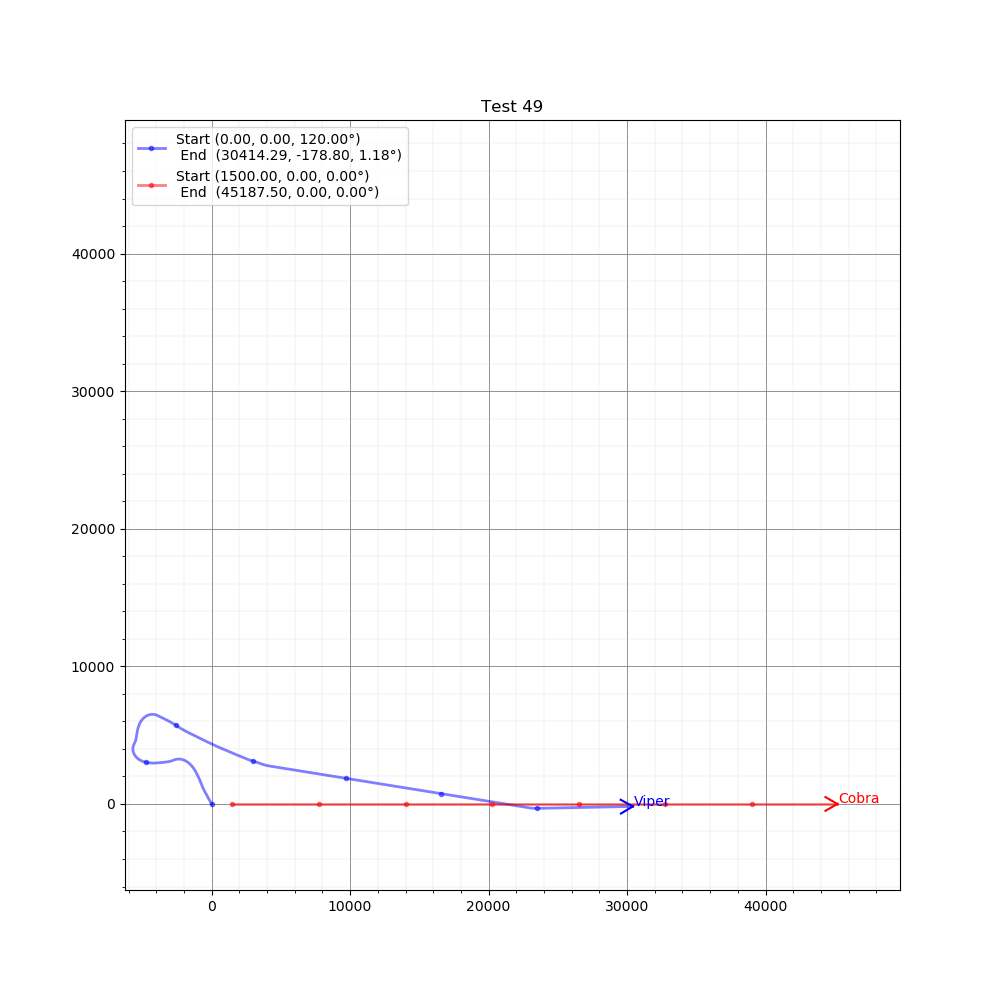 Test 49
Start (0.00, 0.00, 120.00°)
End  (30414.29, -178.80, 1.18°)
Start (1500.00, 0.00, 0.00°)
End  (45187.50, 0.00, 0.00°)
40000
30000
20000
10000
0
Viper
Cobra
0
10000
20000
30000
40000